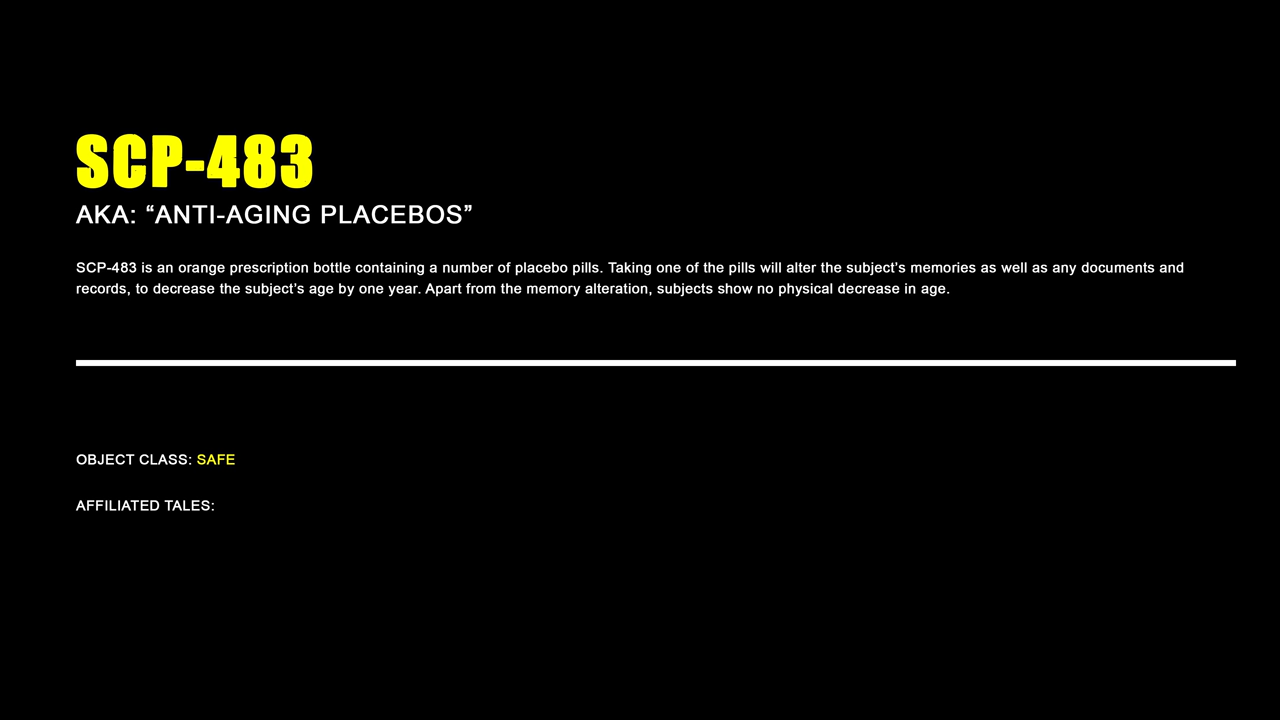 SCP-483
AKA: “ANTI-AGING PLACEBOS”
SCP-483 is an orange prescription bottle containing a number of placebo pills. Taking one of the pills will alter the subject’s memories as well as any documents and
records, to decrease the subject’s age by one year. Apart from the memory alteration, subjects show no physical decrease in age.
OBJECT CLASS: SAFE
AFFILIATED TALES: